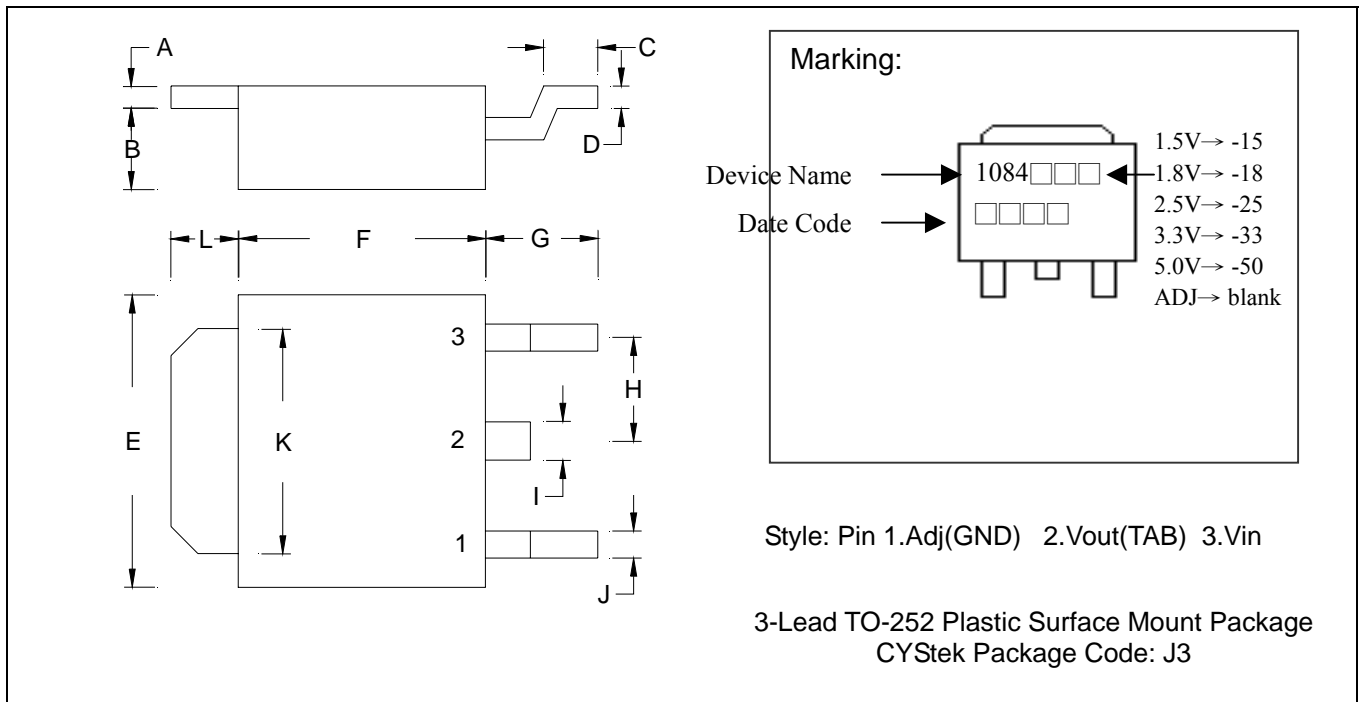 A
C
B
D
L
F
G
3
H
E
K
2
I
1
J
Marking:
Device Name
1084□□□
Date Code
□□□□
1.5V→ -15
1.8V→ -18
2.5V→ -25
3.3V→ -33
5.0V→ -50
ADJ→ blank
Style: Pin 1.Adj(GND) 2.Vout(TAB) 3.Vin
3-Lead TO-252 Plastic Surface Mount Package
CYStek Package Code: J3